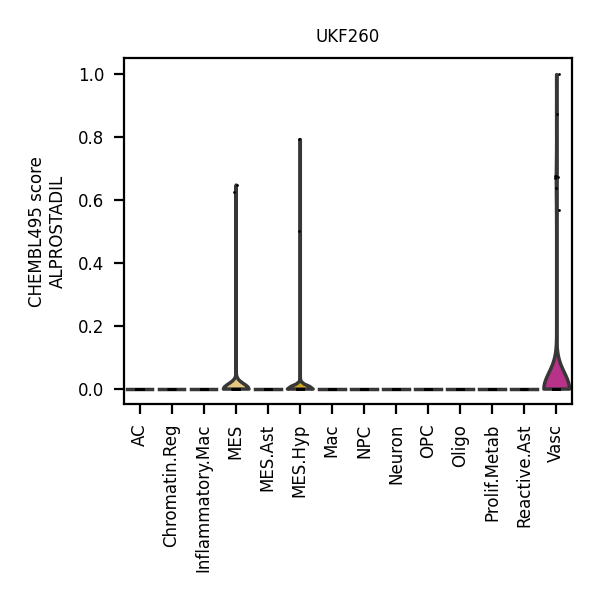 UKF260
CHEMBL495 score
ALPROSTADIL
1.0
0.8
0.6
0.4
0.2
0.0
AC
Chromatin.Reg
Inflammatory.Mac
MES
MES.Ast
MES.Hyp
Mac
NPC
Neuron
OPC
Oligo
Prolif.Metab
Reactive.Ast
Vasc